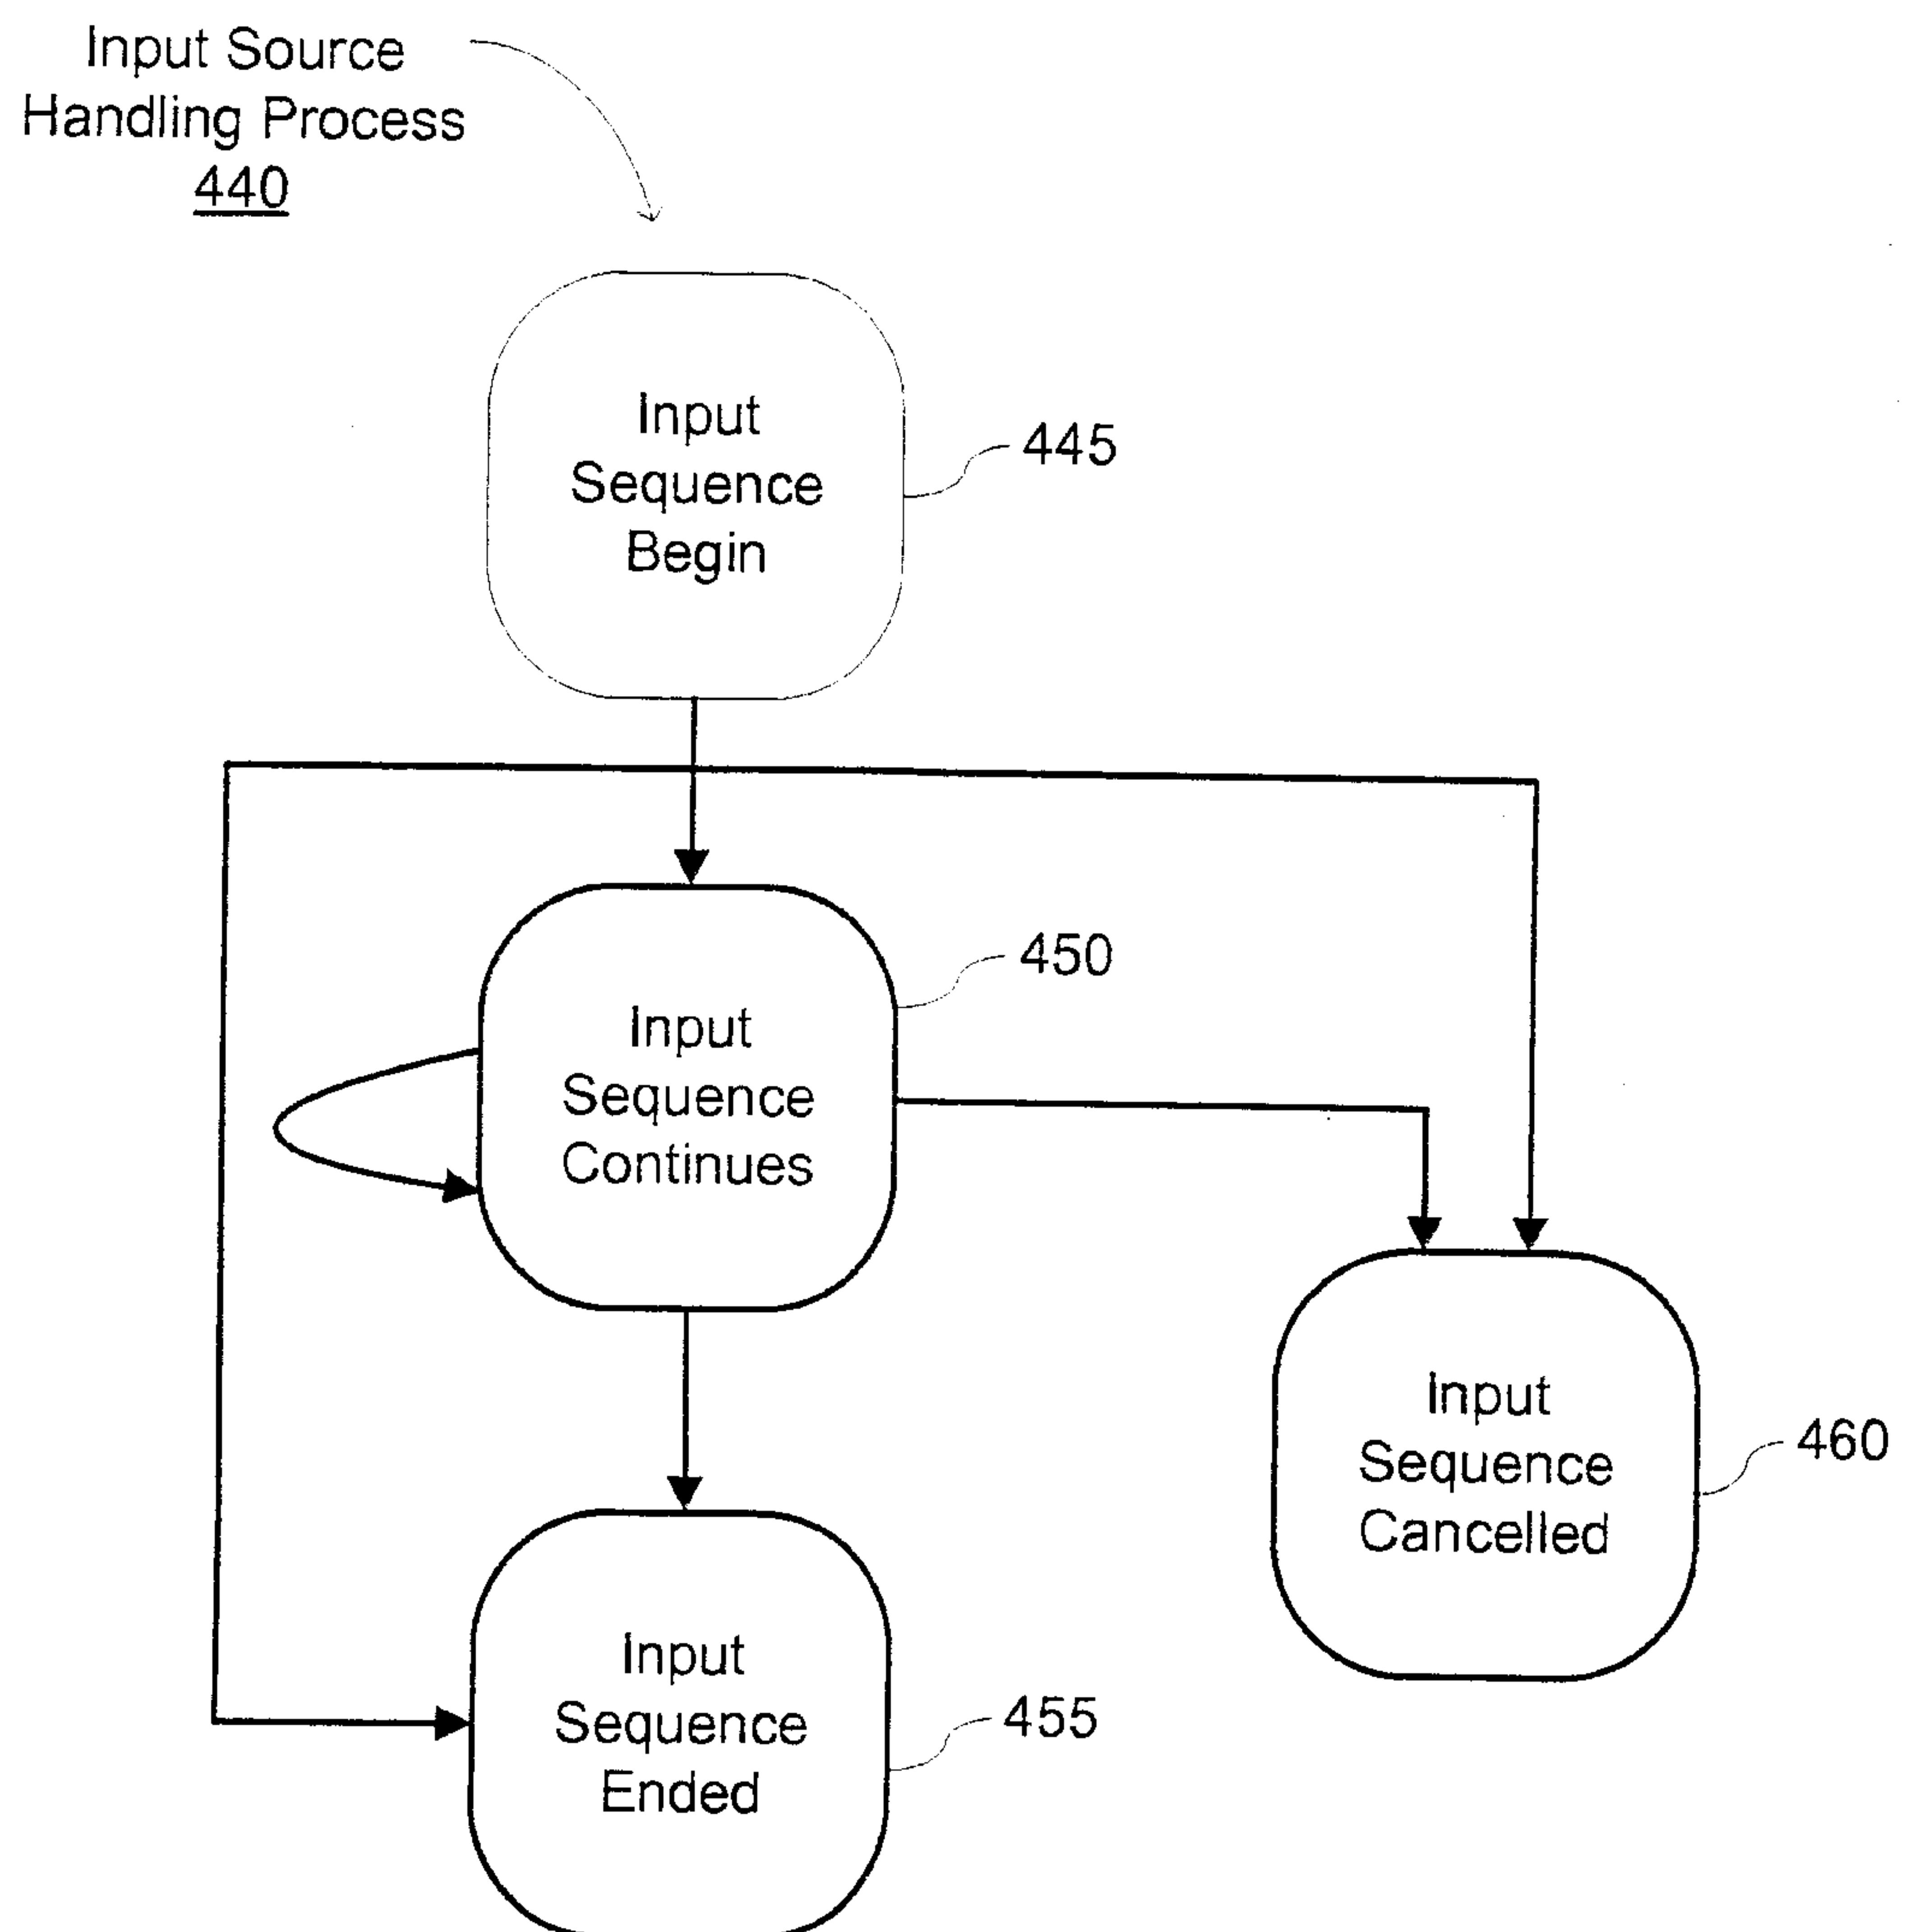 Input Source
Handling Process
440
Input
Sequence
Begin
445
Input
Sequence
Continues
450
Input
Sequence
Cancelled
460
Input
Sequence
Ended
455